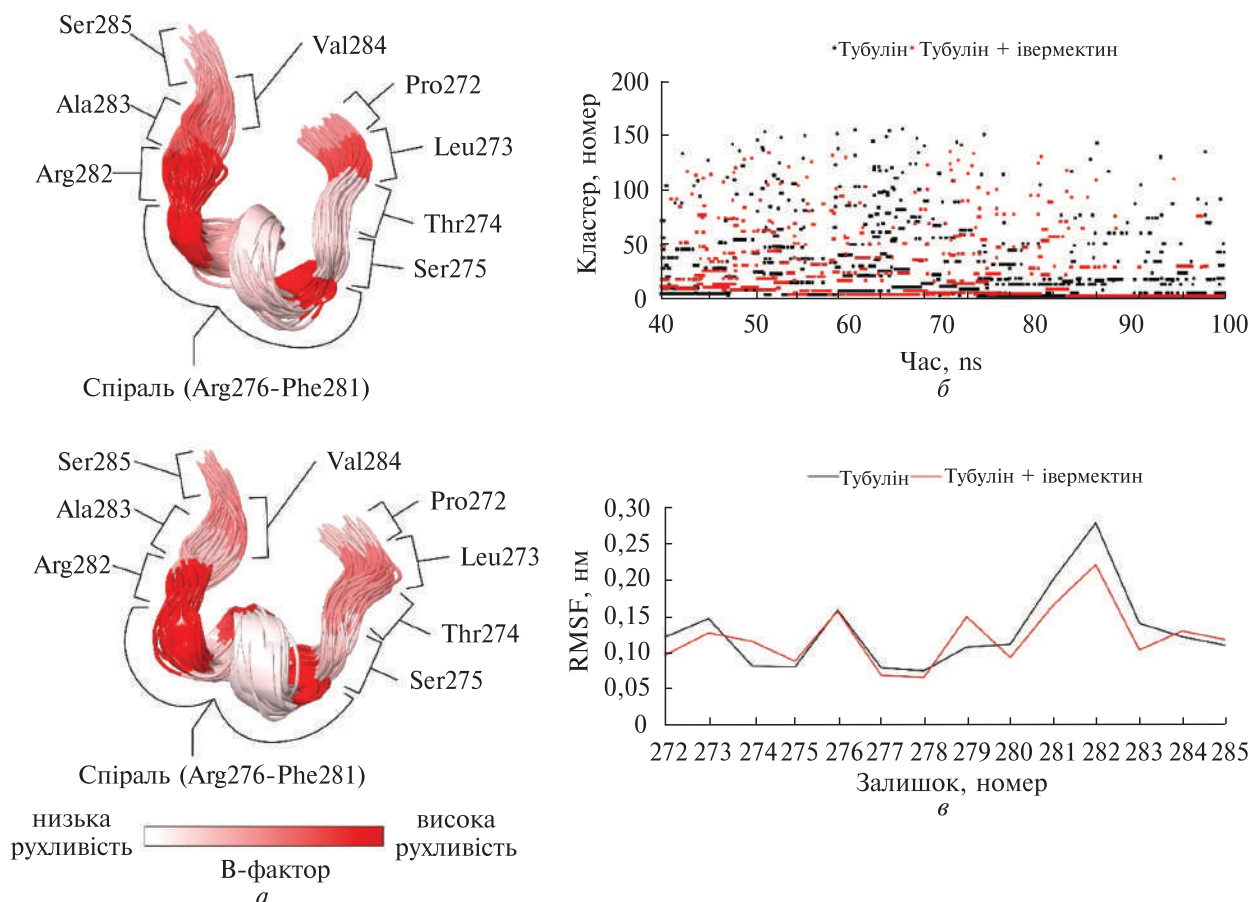 Ser285
Val284
Ala283
Pro272
Leu273
Arg282
Thr274
Ser275
Спіраль (Arg276-Phe281)
Тубулін Тубулін + івермектин
Кластер, номер
200
150
100
50
0
40 50 60 70 80 90 100
Час, ns
б
Ser285
Val284
Ala283
Pro272
Arg282
Leu273
Thr274
Ser275
Спіраль (Arg276-Phe281)
низька рухливість
висока рухливість
В-фактор
а
Тубулін Тубулін + івермектин
RMSF, нм
0,30
0,25
0,20
0,15
0,10
0,05
0
272 273 274 275 276 277 278 279 280 281 282 283 284 285
Залишок, номер
в